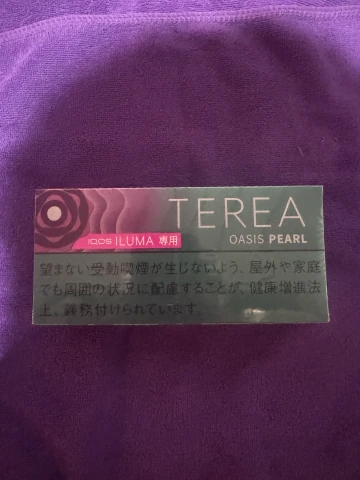 TEREA
IQOS ILUMA 専用
OASIS PEARL
望まない受動喫煙が生じないよう、屋外や家庭
でも周囲の状況に配慮することが、健康増進法
上、義務付けられています。